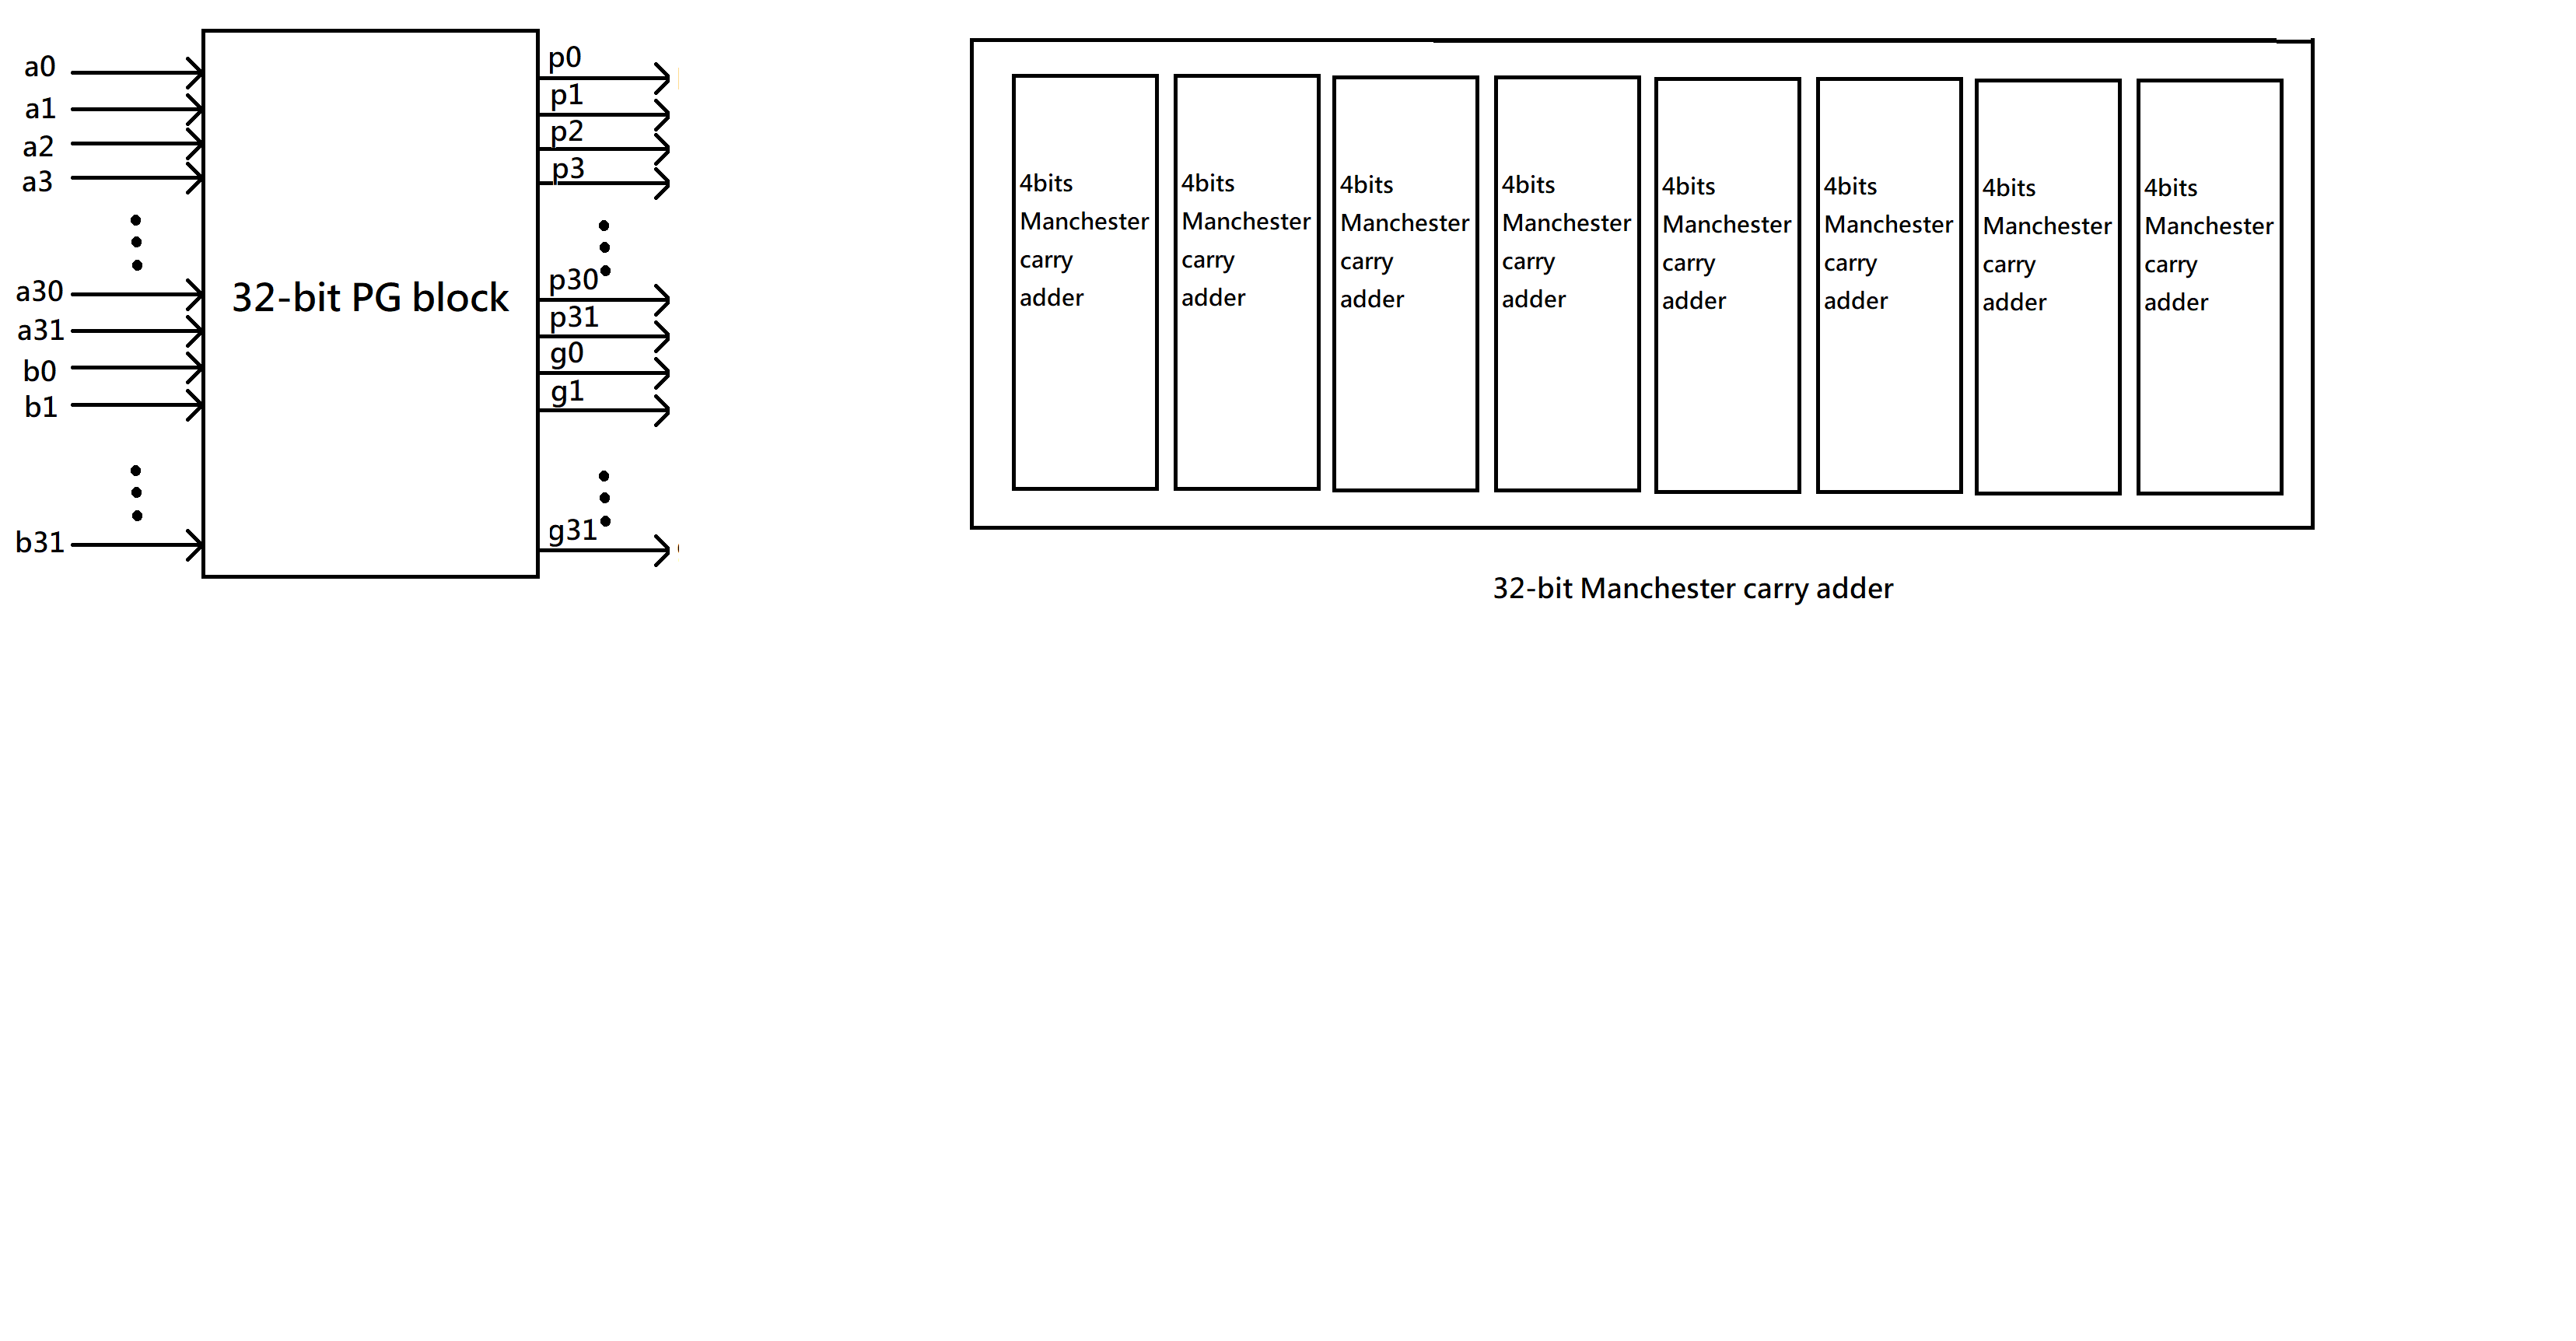 a0
a1
a2
a3
a30
a31
b0
b1
b31
32-bit PG block
p0
p1
p2
p3
p30
p31
g0
g1
g31
4bits
Manchester
carry
adder
4bits
Manchester
carry
adder
4bits
Manchester
carry
adder
4bits
Manchester
carry
adder
4bits
Manchester
carry
adder
4bits
Manchester
carry
adder
4bits
Manchester
carry
adder
4bits
Manchester
carry
adder
32-bit Manchester carry adder